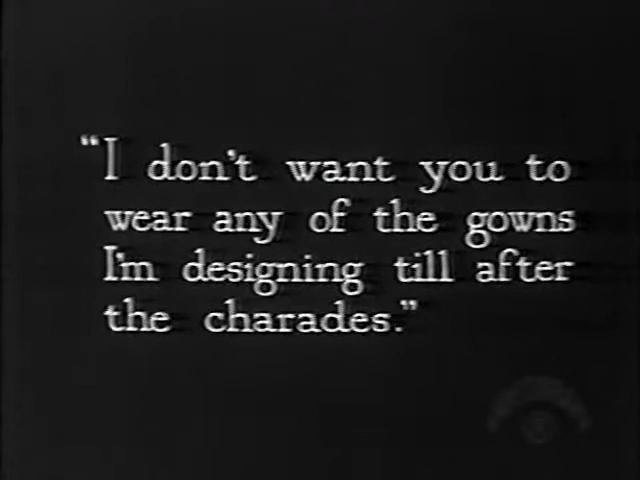 “I don't want you to
wear any of the gowns
I'm designing till after
the charades.”